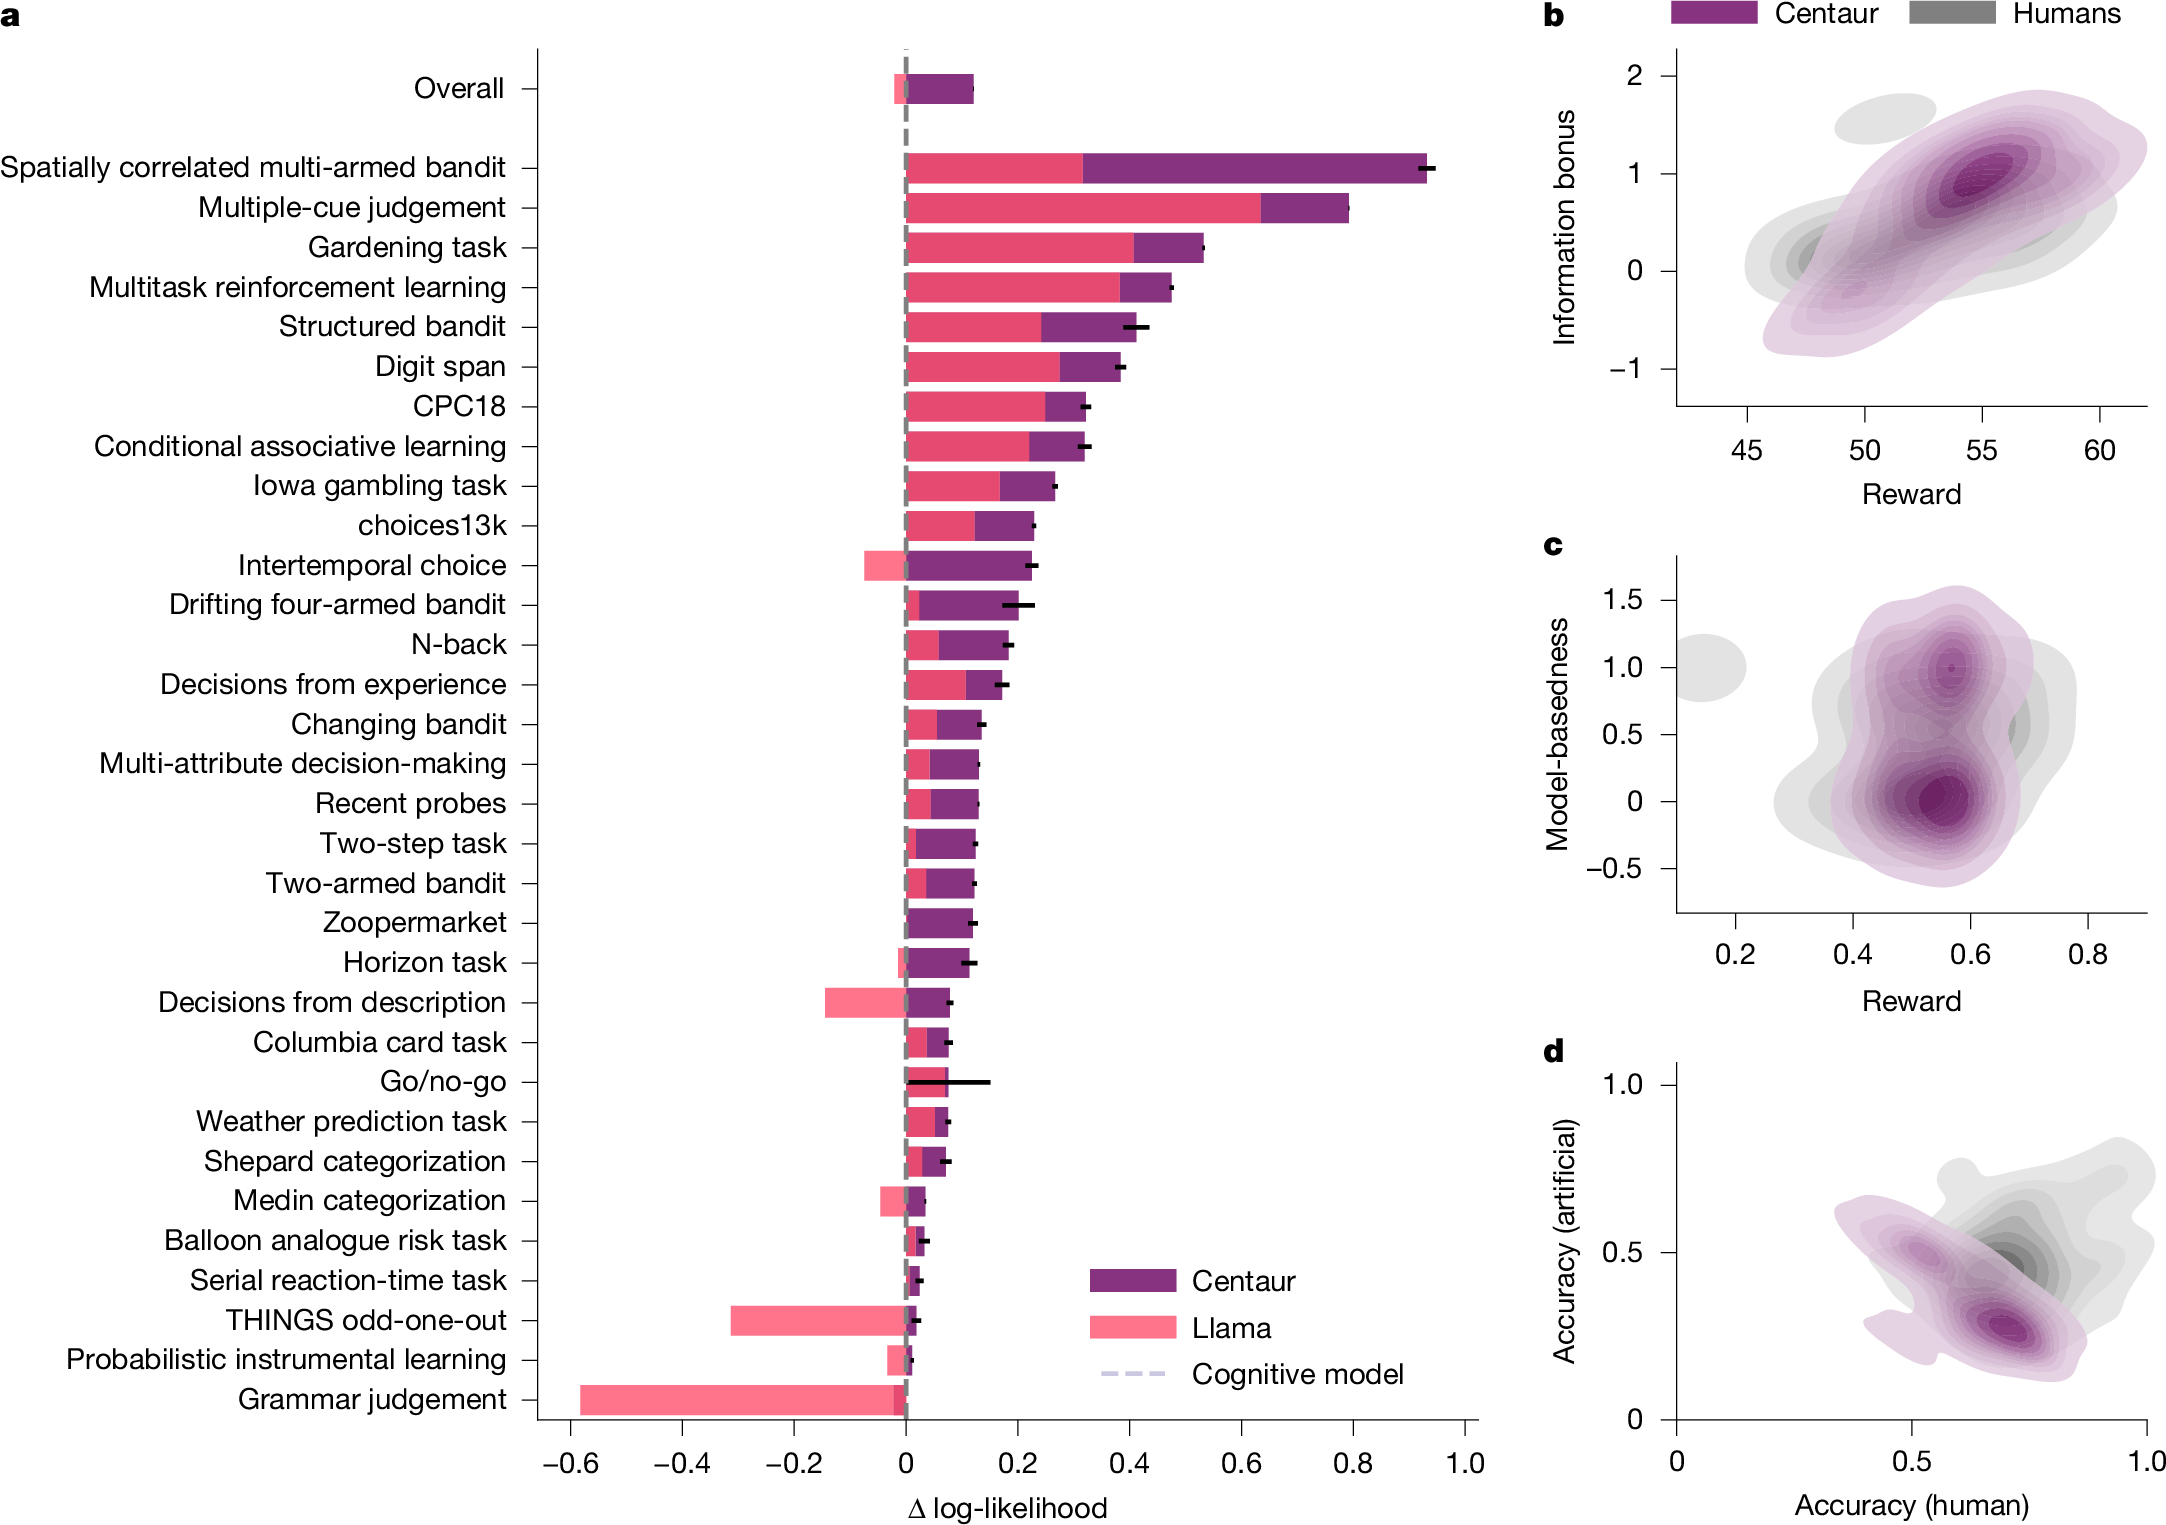 a
Overall
Spatially correlated multi-armed bandit
Multiple-cue judgement
Gardening task
Multitask reinforcement learning
Structured bandit
Digit span
CPC18
Conditional associative learning
Iowa gambling task
choices13k
Intertemporal choice
Drifting four-armed bandit
N-back
Decisions from experience
Changing bandit
Multi-attribute decision-making
Recent probes
Two-step task
Two-armed bandit
Zoopermarket
Horizon task
Decisions from description
Columbia card task
Go/no-go
Weather prediction task
Shepard categorization
Medin categorization
Balloon analogue risk task
Serial reaction-time task
THINGS odd-one-out
Probabilistic instrumental learning
Grammar judgement
Centaur
Llama
Cognitive model
−0.6 −0.4 −0.2 0 0.2 0.4 0.6 0.8 1.0
Δ log-likelihood
b
Centaur Humans
Information bonus
2
1
0
−1
45 50 55 60
Reward
c
Model-basedness
1.5
1.0
0.5
0
−0.5
0.2 0.4 0.6 0.8
Reward
d
Accuracy (artificial)
1.0
0.5
0
0 0.5 1.0
Accuracy (human)